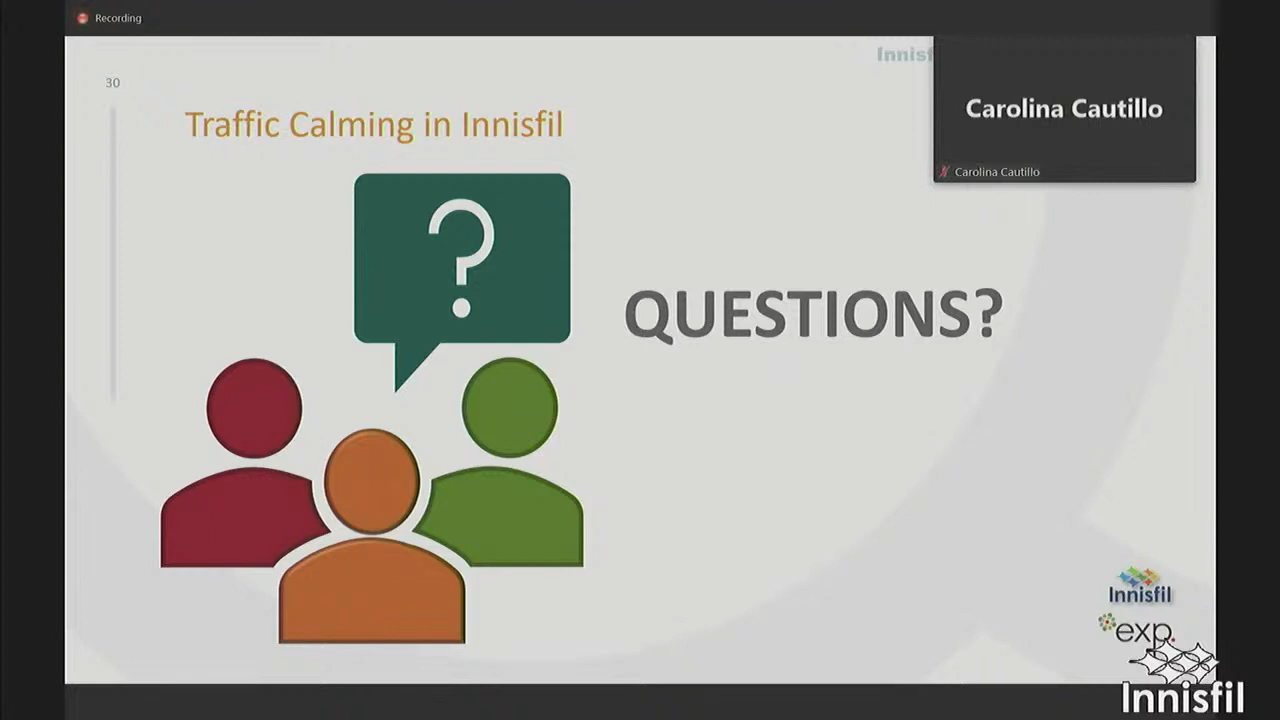 Recording
Innisf
30
Traffic Calming in Innisfil
?
QUESTIONS?
Carolina Cautillo
Carolina Cautillo
Innisfil
exp.
Innisfil